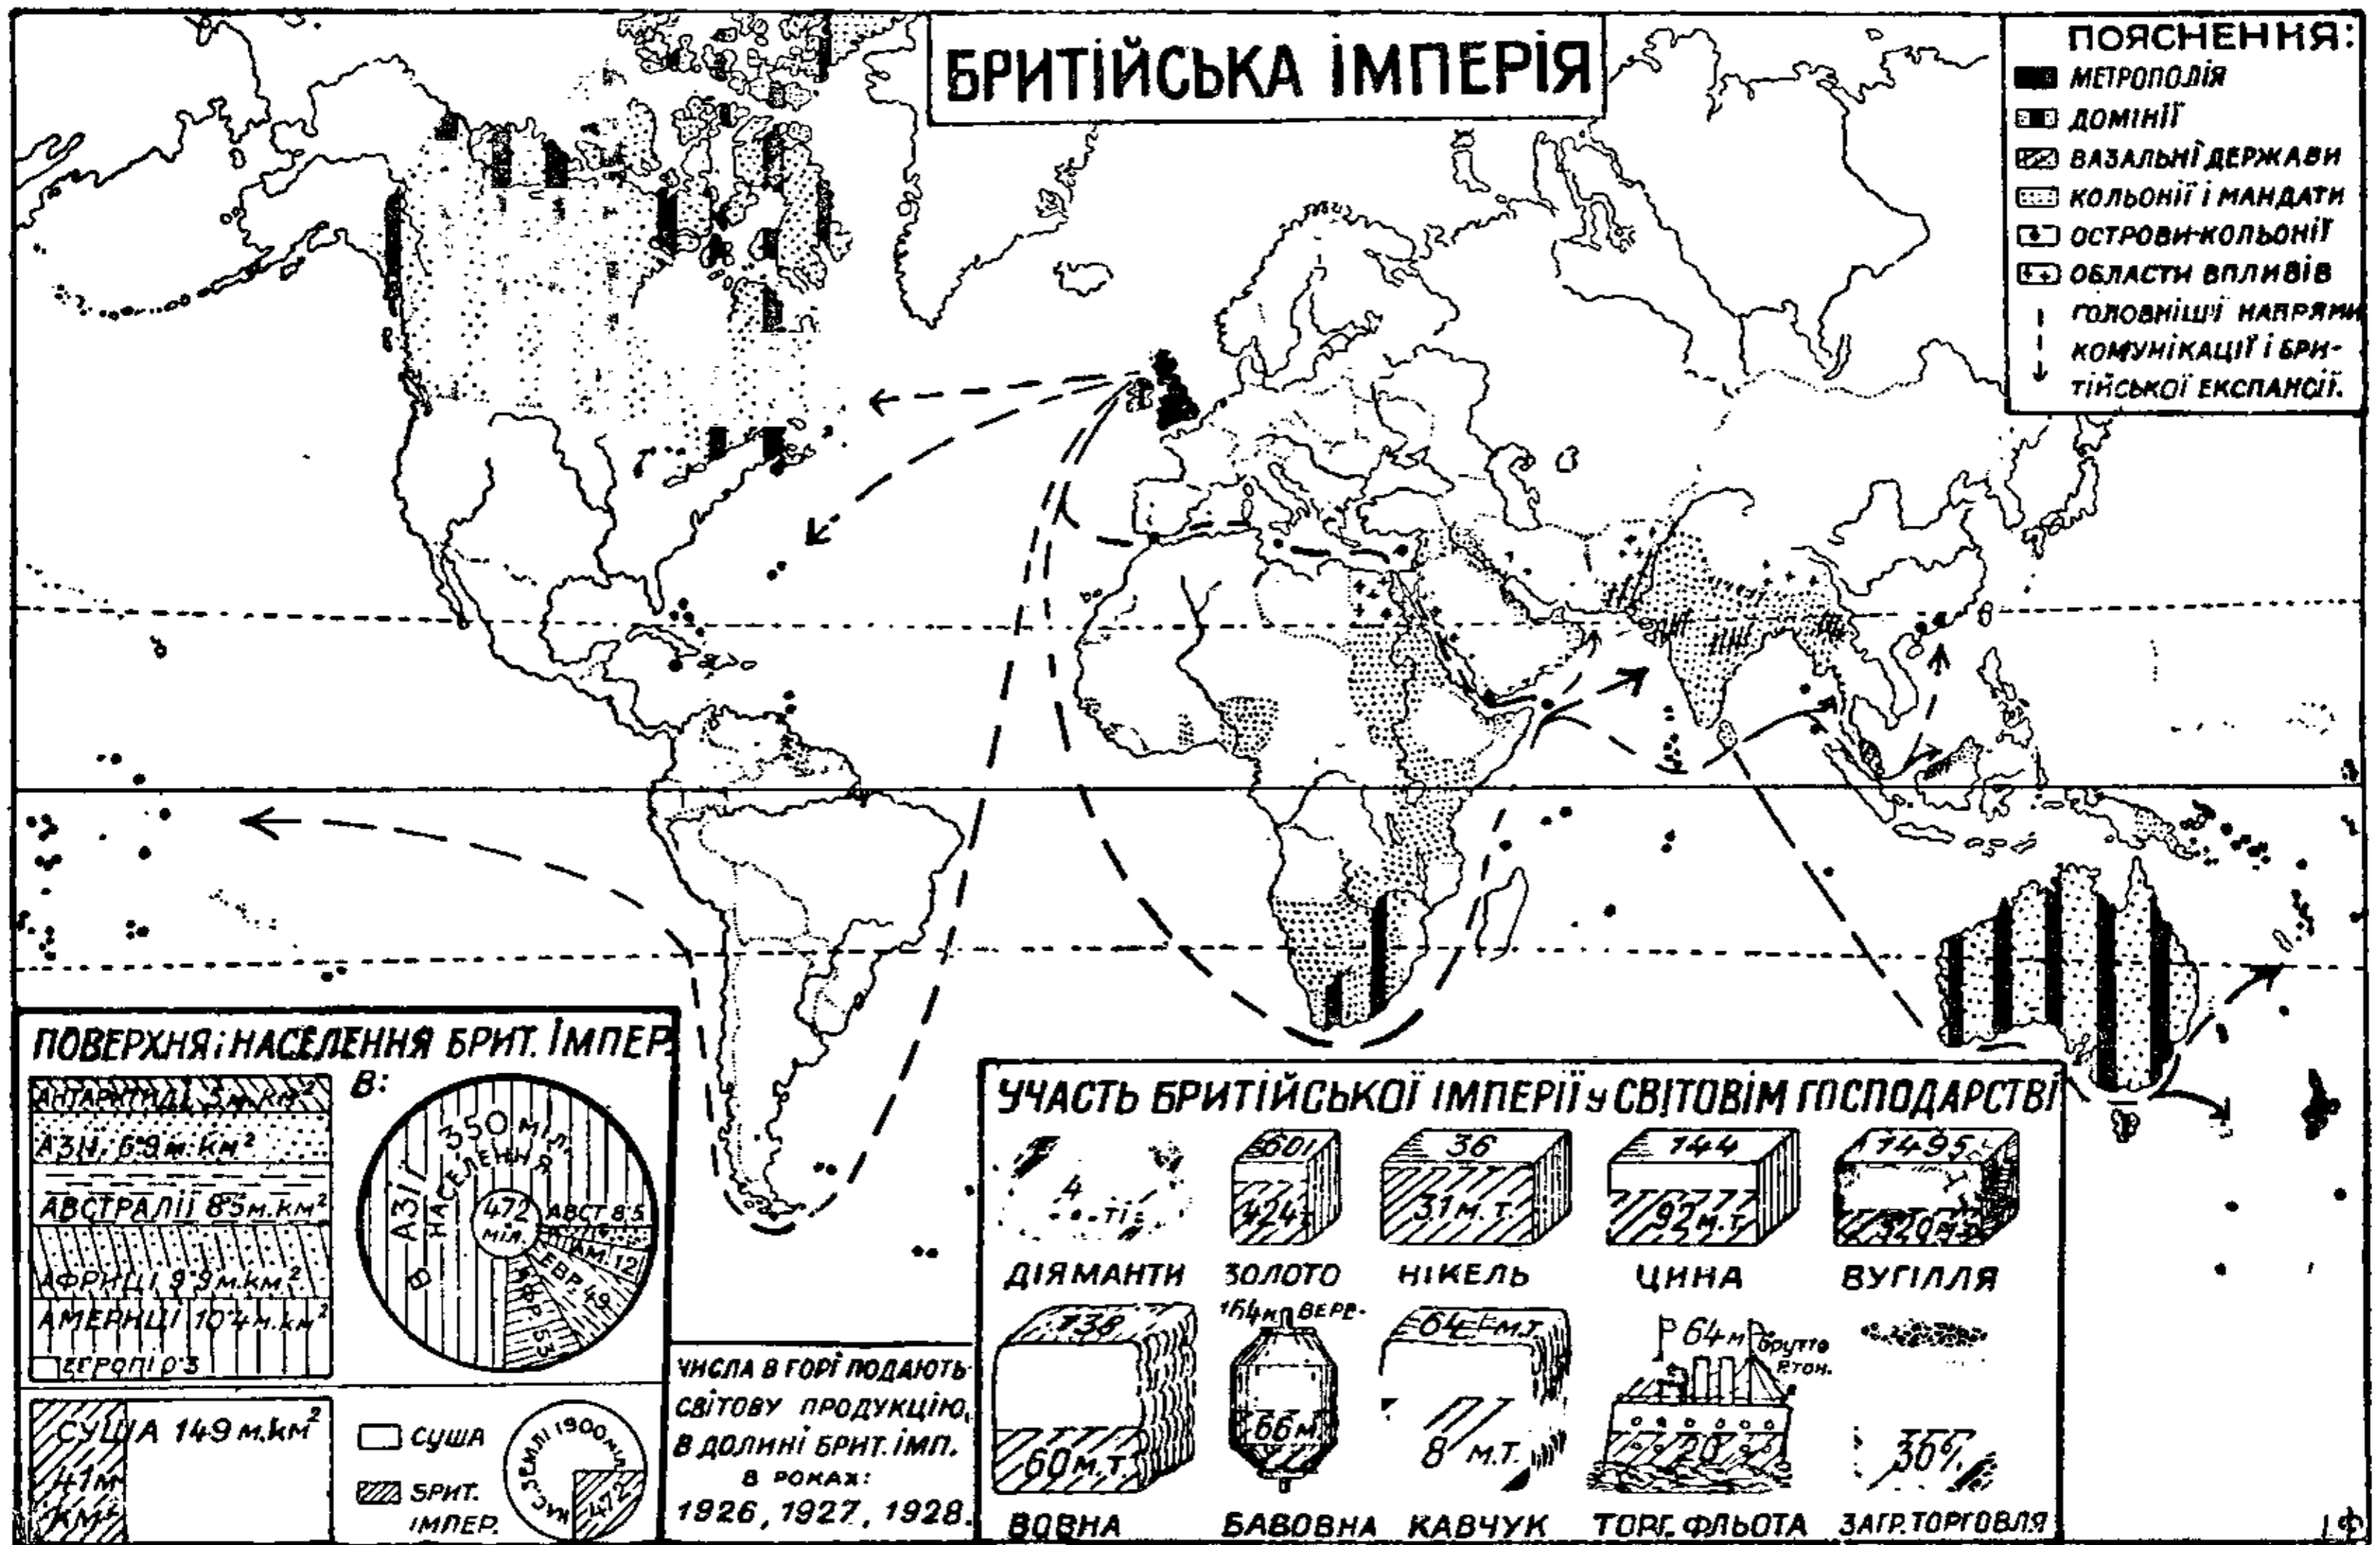 БРИТІЙСЬКА ІМПЕРІЯ
ПОЯСНЕННЯ:
МЕТРОПОЛІЯ
ДОМІНІЇ
ВАЗАЛЬНІ ДЕРЖАВИ
КОЛЬОНІЇ І МАНДАТИ
ОСТРОВИ-КОЛЬОНІЇ
ОБЛАСТИ ВПЛИВІВ
ГОЛОВНІШІ НАПРЯМИ
КОМУНІКАЦІЇ І БРИ-
ТІЙСЬКОЇ ЕКСПАНСІЇ.
ПОВЕРХНЯ І НАСЕЛЕННЯ БРИТ. ІМПЕР.
В:
АЗІЇ 6·9 м. км²
АВСТРАЛІЇ 8·5 м. км²
АФРИЦІ 9·9 м. км²
АМЕРИЦІ 10·4 м. км²
0·3
В АЗІЇ 350 МІЛ.
НАСЕЛЕННЯ
472
МІЛ.
АВСТ 8·5
АМ. 12
ЕВР. 49
АФР. 53
СУША 149 м. км²
41 м
км²
СУША
БРИТ.
ІМПЕР.
НАС. ЗЕМЛІ 1900 МІЛ.
472
ЧИСЛА В ГОРІ ПОДАЮТЬ
СВІТОВУ ПРОДУКЦІЮ,
В ДОЛИНІ БРИТ. ІМП.
В РОКАХ:
1926, 1927, 1928.
УЧАСТЬ БРИТІЙСЬКОЇ ІМПЕРІЇ у СВІТОВІМ ГОСПОДАРСТВІ
4
ДІЯМАНТИ
424
ЗОЛОТО
36
31 м. т.
НІКЕЛЬ
144
92 м. т.
ЦИНА
1495
ВУГІЛЛЯ
138
60 м. т.
ВОВНА
ВЕРЕ-
66 м
БАВОВНА
64
8 м. т.
КАВЧУК
64 м брутто
р. тон.
20
ТОРГ. ФЛЬОТА
30%
ЗАГР. ТОРГОВЛЯ